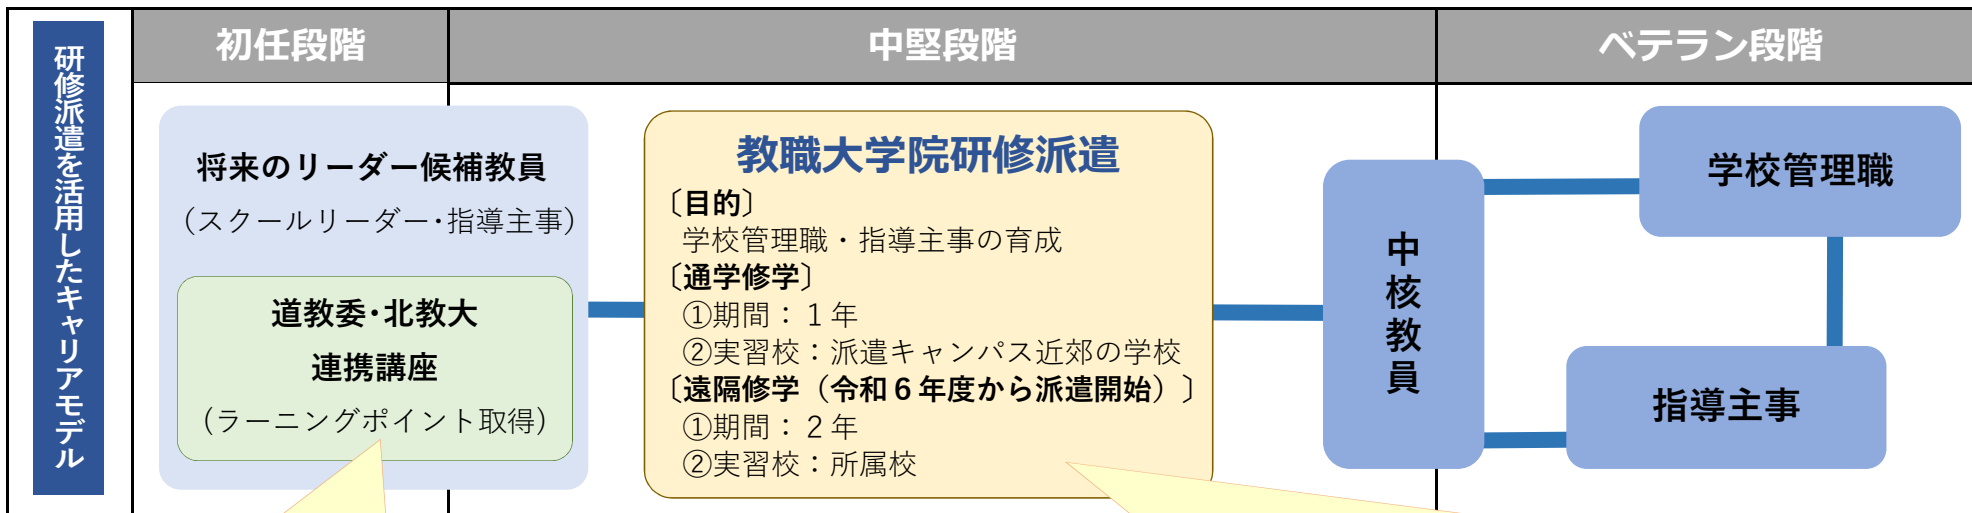 研修派遣を活用したキャリアモデル
初任段階
中堅段階
ベテラン段階
将来のリーダー候補教員
（スクールリーダー・指導主事）
道教委・北教大
連携講座
（ラーニングポイント取得）
教職大学院研修派遣
〔目的〕
学校管理職・指導主事の育成
〔通学修学〕
①期間：１年
②実習校：派遣キャンパス近郊の学校
〔遠隔修学（令和６年度から派遣開始）〕
①期間：２年
②実習校：所属校
中核教員
学校管理職
指導主事